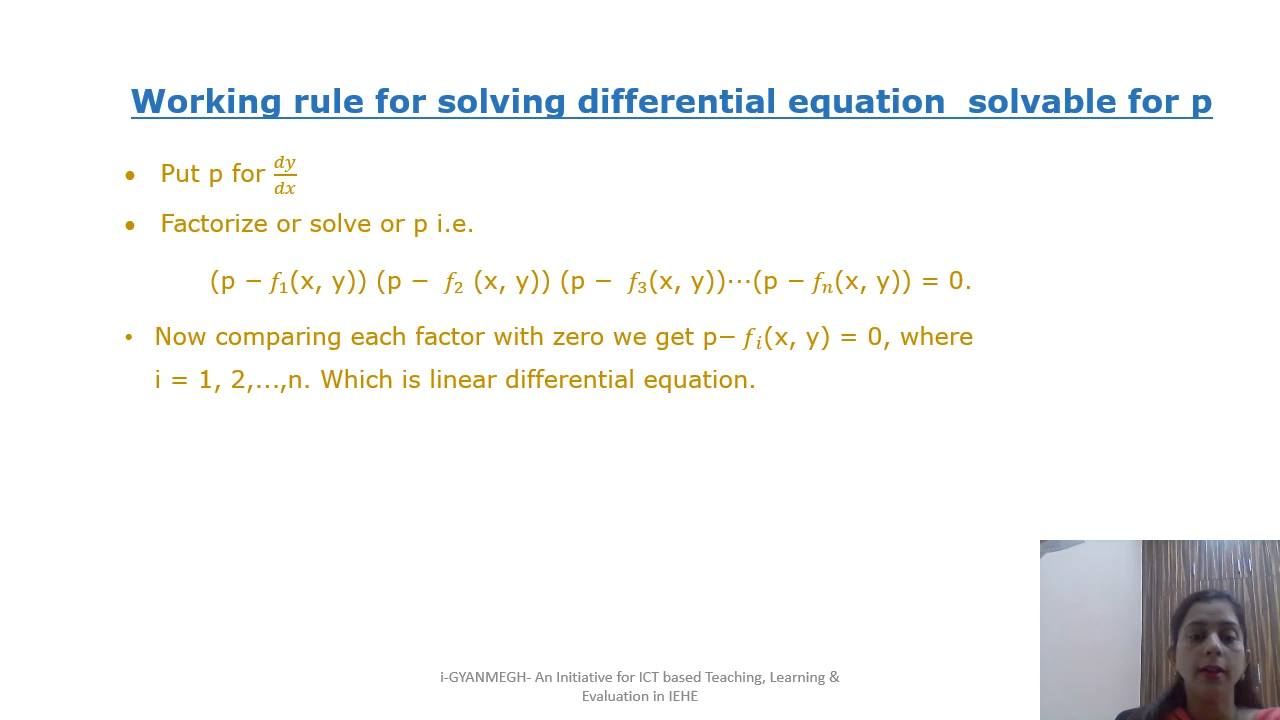 Working rule for solving differential equation solvable for p
• Put p for dy/dx
• Factorize or solve or p i.e.
(p − f₁(x, y)) (p − f₂ (x, y)) (p − f₃(x, y))⋯(p − fₙ(x, y)) = 0.
• Now comparing each factor with zero we get p− fᵢ(x, y) = 0, where
i = 1, 2,…,n. Which is linear differential equation.
i-GYANMEGH- An Initiative for ICT based Teaching, Learning &
Evaluation in IEHE